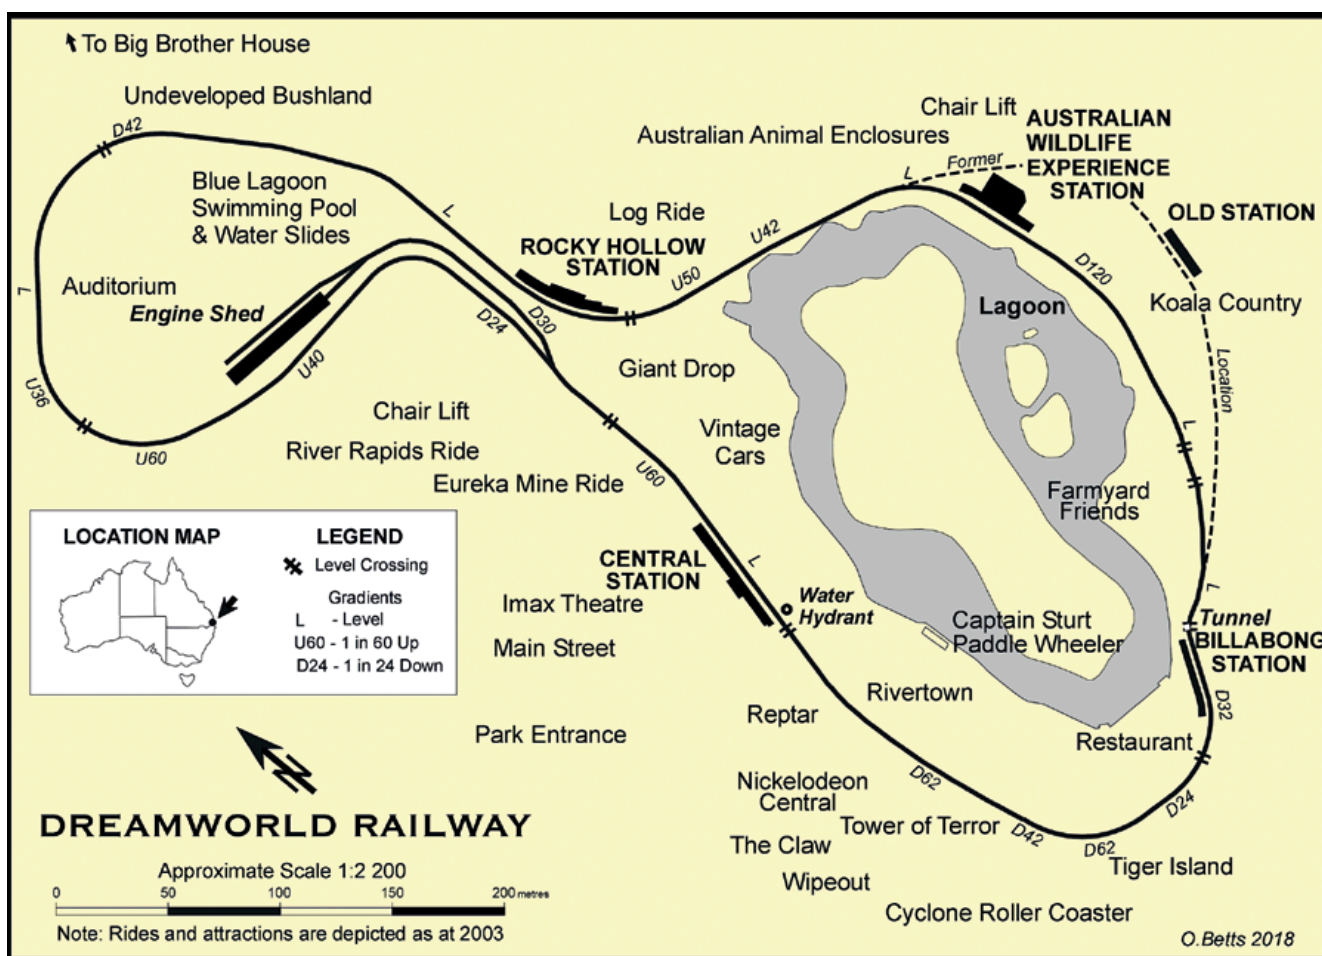 To Big Brother House
Undeveloped Bushland
D42
Blue Lagoon
Swimming Pool
& Water Slides
L
Auditorium
Engine Shed
L
U36
U60
U40
D24
D30
ROCKY HOLLOW
STATION
Log Ride
Australian Animal Enclosures
Chair Lift
AUSTRALIAN
WILDLIFE
EXPERIENCE
STATION
Former
L
OLD STATION
U42
U50
D120
Koala Country
Location
Lagoon
L
Giant Drop
Chair Lift
River Rapids Ride
Eureka Mine Ride
Vintage
Cars
U60
Farmyard
Friends
CENTRAL
STATION
L
Imax Theatre
Main Street
Water
Hydrant
Captain Sturt
Paddle Wheeler
L
Tunnel
BILLABONG
STATION
D32
Rivertown
Reptar
Park Entrance
Restaurant
Nickelodeon
Central
D62
Tower of Terror
D42
D62
D24
The Claw
Wipeout
Tiger Island
Cyclone Roller Coaster
LOCATION MAP
LEGEND
Level Crossing
Gradients
L - Level
U60 - 1 in 60 Up
D24 - 1 in 24 Down
N
DREAMWORLD RAILWAY
Approximate Scale 1:2 200
0 50 100 150 200 metres
Note: Rides and attractions are depicted as at 2003
O.Betts 2018